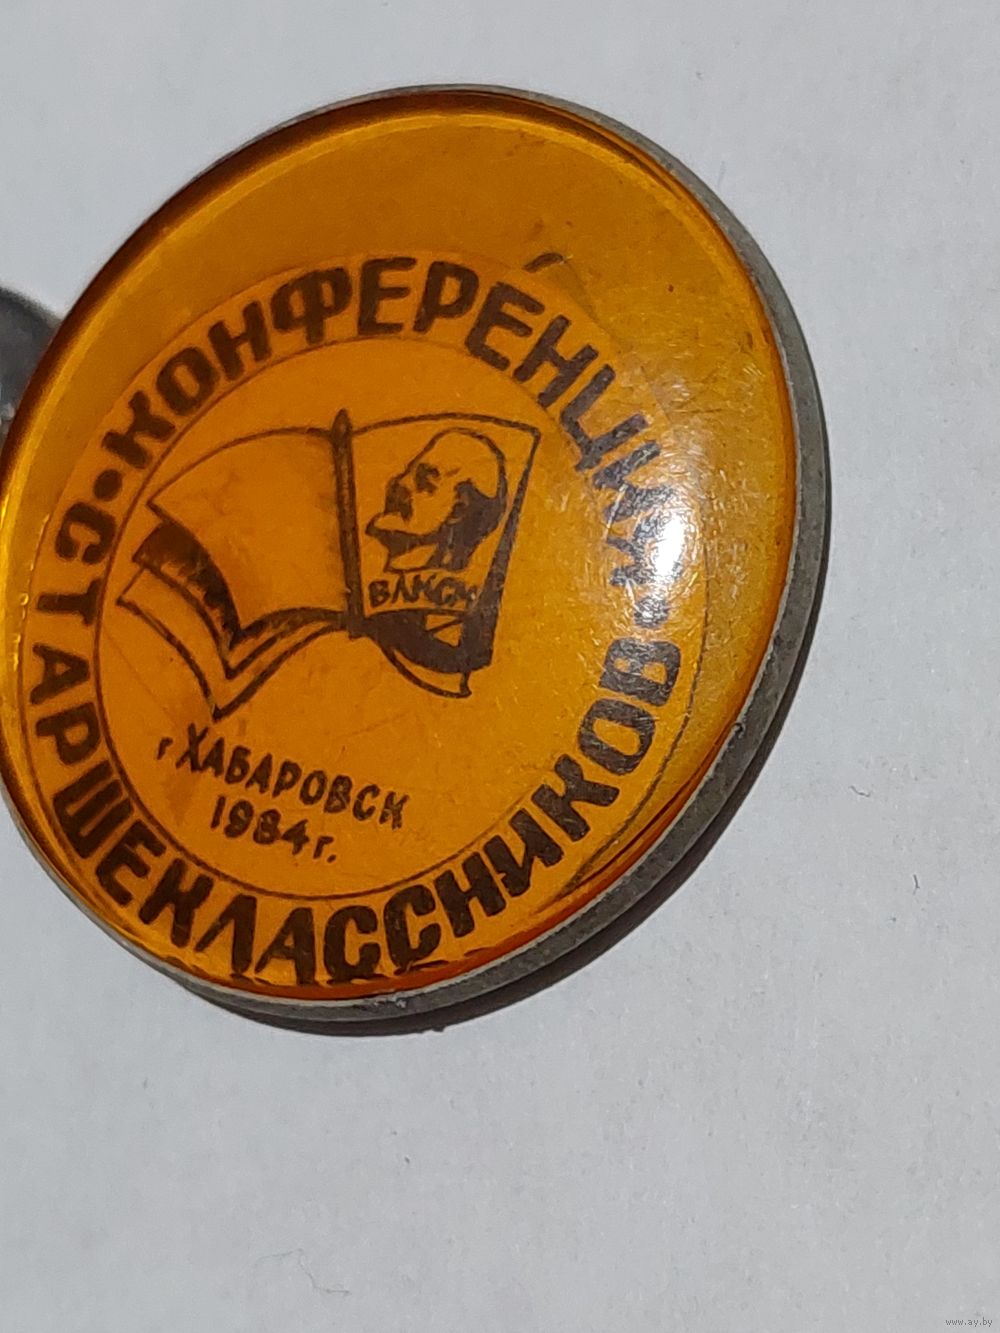 • КОНФЕРЕНЦИЯ •
СТАРШЕКЛАССНИКОВ
ВЛКСМ
г ХАБАРОВСК
1984 г.
www.ay.by